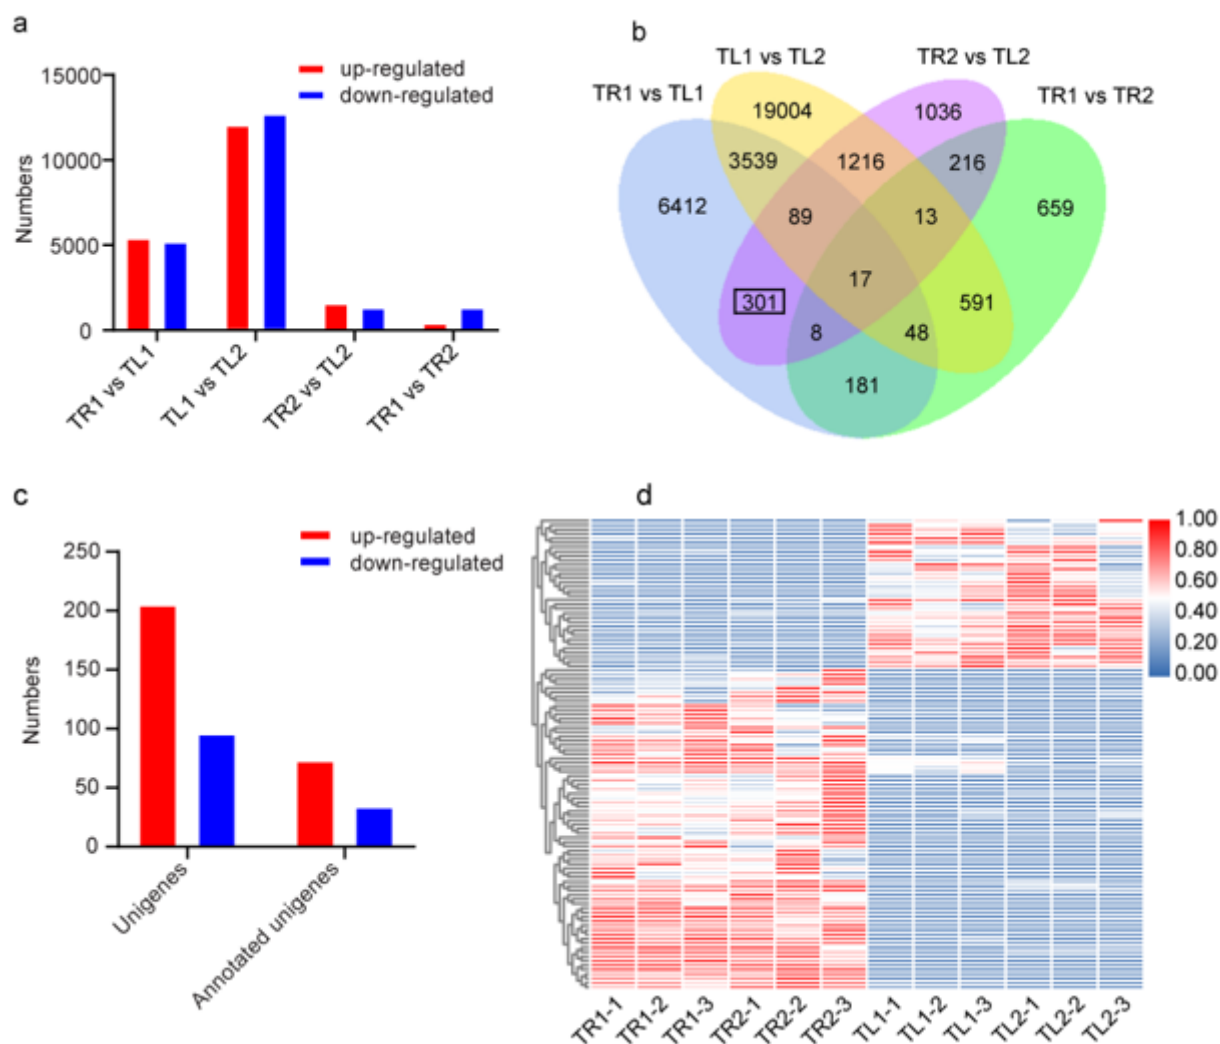 a
15000
10000
5000
0
Numbers
up-regulated
down-regulated
TR1 vs TL1
TL1 vs TL2
TR2 vs TL2
TR1 vs TR2
b
TL1 vs TL2
TR2 vs TL2
TR1 vs TL1
TR1 vs TR2
19004
1036
3539
1216
216
6412
89
13
659
17
301
591
8
48
181
c
up-regulated
down-regulated
250
200
150
100
50
0
Numbers
Unigenes
Annotated unigenes
d
1.00
0.80
0.60
0.40
0.20
0.00
TR1-1
TR1-2
TR1-3
TR2-1
TR2-2
TR2-3
TL1-1
TL1-2
TL1-3
TL2-1
TL2-2
TL2-3